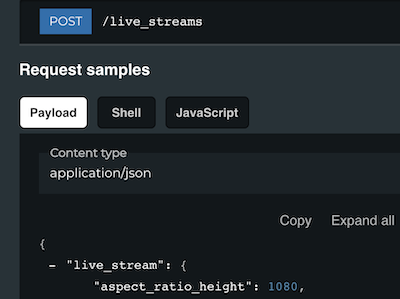 POST /live_streams
Request samples
Payload Shell JavaScript
Content type
application/json
Copy Expand all
{
− "live_stream": {
"aspect_ratio_height": 1080,